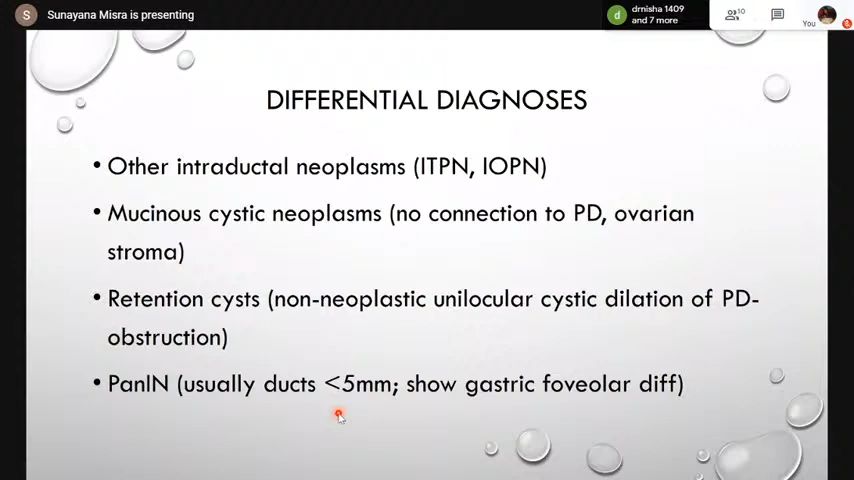 S Sunayana Misra is presenting
d drnisha 1409
and 7 more
10
You
DIFFERENTIAL DIAGNOSES
• Other intraductal neoplasms (ITPN, IOPN)
• Mucinous cystic neoplasms (no connection to PD, ovarian
stroma)
• Retention cysts (non-neoplastic unilocular cystic dilation of PD-
obstruction)
• PanIN (usually ducts <5mm; show gastric foveolar diff)